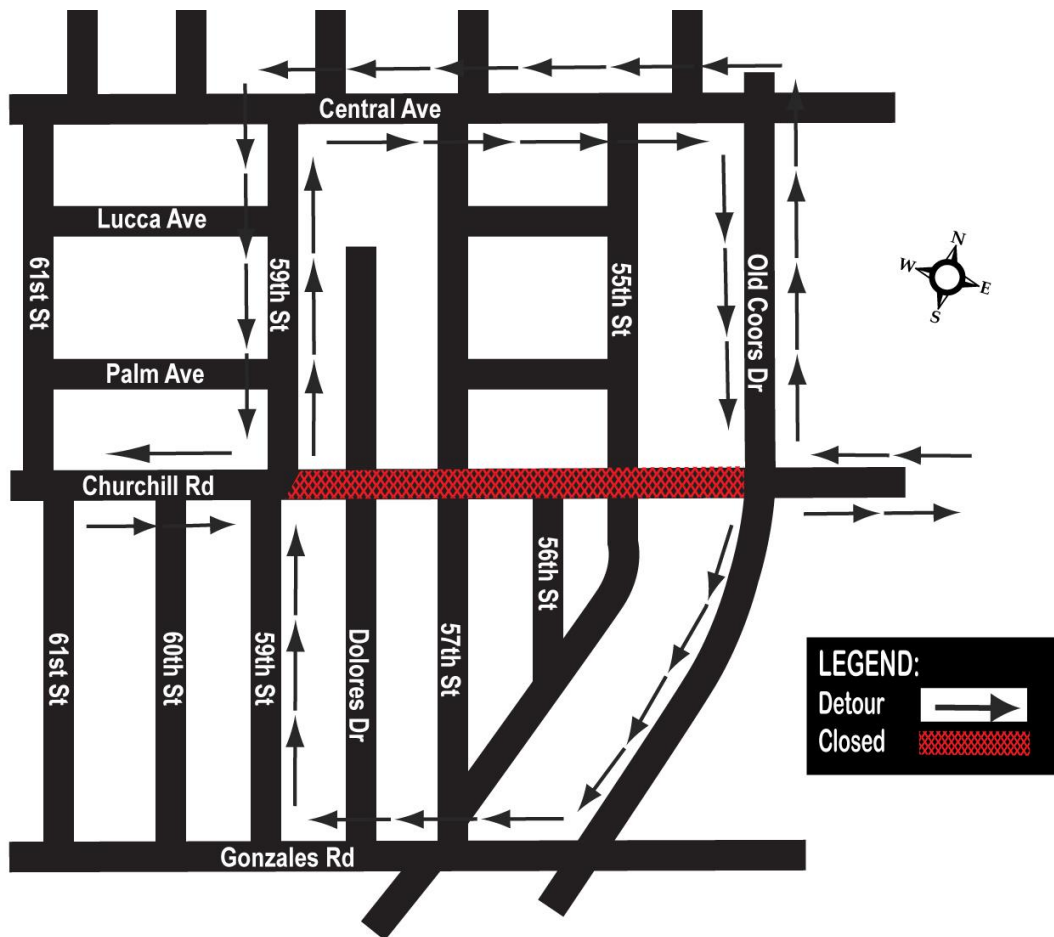 Central Ave
Lucca Ave
61st St
59th St
55th St
Old Coors Dr
N
W
E
S
Palm Ave
Churchill Rd
61st St
60th St
59th St
Dolores Dr
57th St
56th St
Gonzales Rd
LEGEND:
Detour
Closed